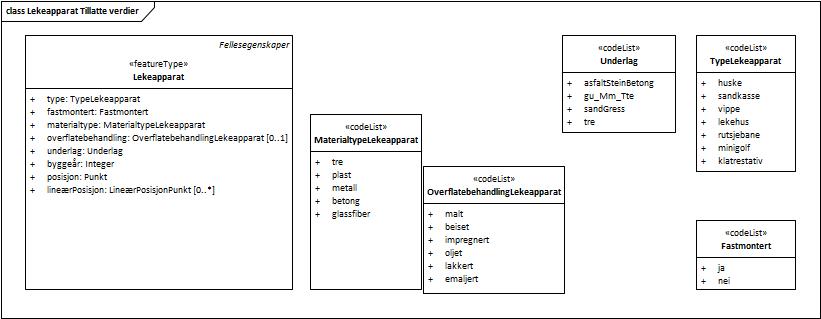 class Lekeapparat Tillatte verdier
Fellesegenskaper
«featureType»
Lekeapparat
+ type: TypeLekeapparat
+ fastmontert: Fastmontert
+ materialtype: MaterialtypeLekeapparat
+ overflatebehandling: OverflatebehandlingLekeapparat [0..1]
+ underlag: Underlag
+ byggeår: Integer
+ posisjon: Punkt
+ lineærPosisjon: LineærPosisjonPunkt [0..*]
«codeList»
MaterialtypeLekeapparat
+ tre
+ plast
+ metall
+ betong
+ glassfiber
«codeList»
OverflatebehandlingLekeapparat
+ malt
+ beiset
+ impregnert
+ oljet
+ lakkert
+ emaljert
«codeList»
Underlag
+ asfaltSteinBetong
+ gu_Mm_Tte
+ sandGress
+ tre
«codeList»
TypeLekeapparat
+ huske
+ sandkasse
+ vippe
+ lekehus
+ rutsjebane
+ minigolf
+ klatrestativ
«codeList»
Fastmontert
+ ja
+ nei